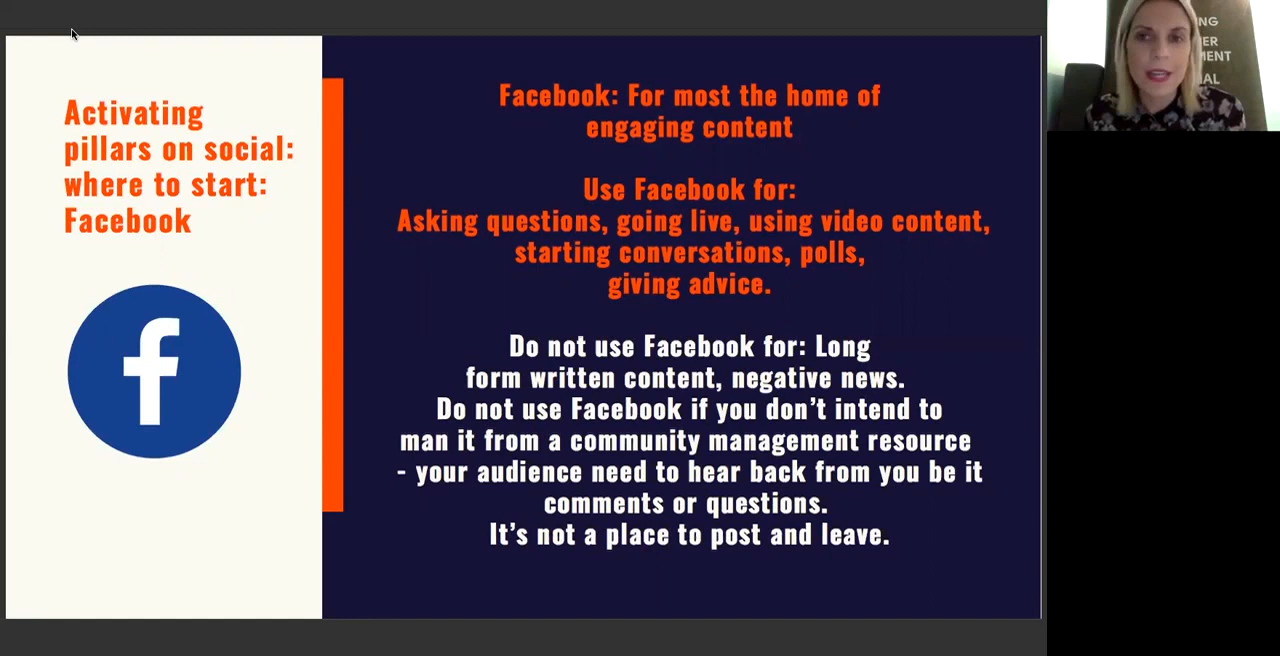 Activating
pillars on social:
where to start:
Facebook
f
Facebook: For most the home of
engaging content
Use Facebook for:
Asking questions, going live, using video content,
starting conversations, polls,
giving advice.
Do not use Facebook for: Long
form written content, negative news.
Do not use Facebook if you don’t intend to
man it from a community management resource
- your audience need to hear back from you be it
comments or questions.
It’s not a place to post and leave.